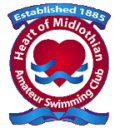 Established 1885
Heart of Midlothian
Amateur Swimming Club